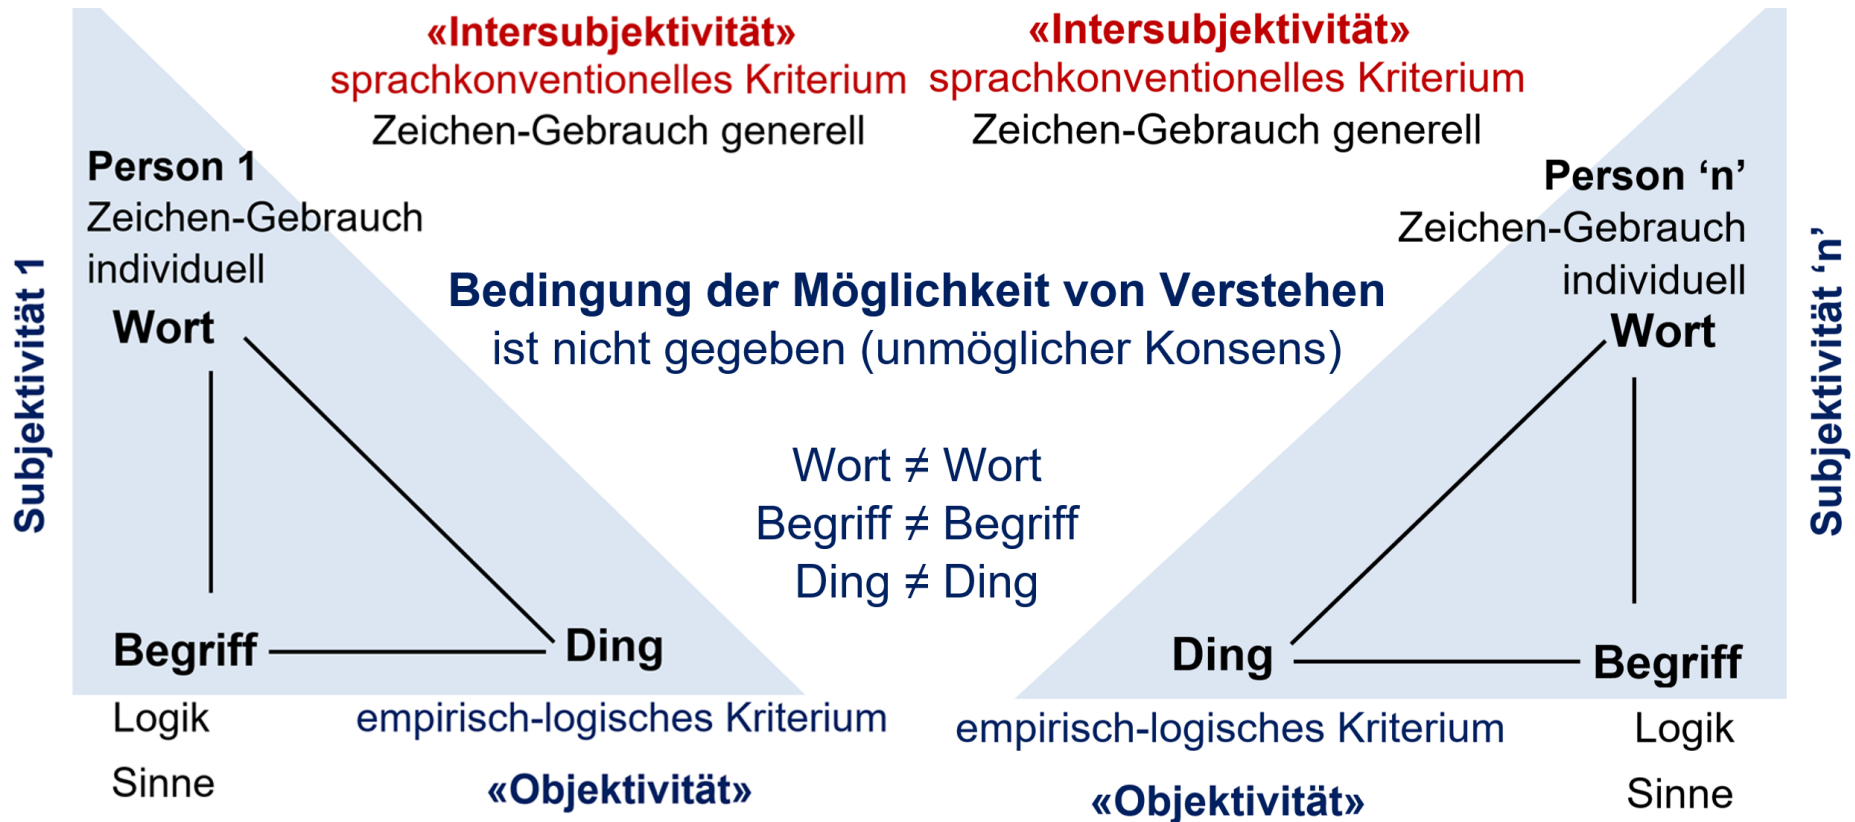 «Intersubjektivität»
sprachkonventionelles Kriterium
Zeichen-Gebrauch generell
«Intersubjektivität»
sprachkonventionelles Kriterium
Zeichen-Gebrauch generell
Subjektivität 1
Person 1
Zeichen-Gebrauch
individuell
Wort
Begriff
Ding
Logik
Sinne
empirisch-logisches Kriterium
«Objektivität»
Bedingung der Möglichkeit von Verstehen
ist nicht gegeben (unmöglicher Konsens)
Wort ≠ Wort
Begriff ≠ Begriff
Ding ≠ Ding
Person ‘n’
Zeichen-Gebrauch
individuell
Wort
Ding
Begriff
empirisch-logisches Kriterium
«Objektivität»
Logik
Sinne
Subjektivität ‘n’